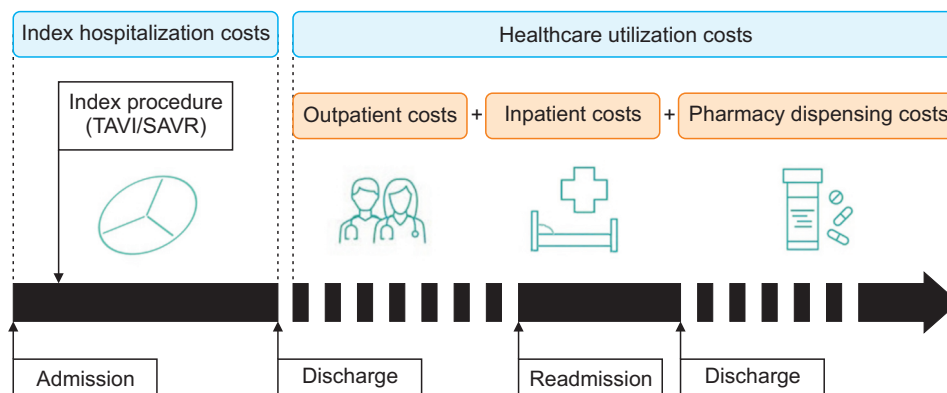 Index hospitalization costs
Healthcare utilization costs
Index procedure
(TAVI/SAVR)
Outpatient costs + Inpatient costs + Pharmacy dispensing costs
Admission
Discharge
Readmission
Discharge